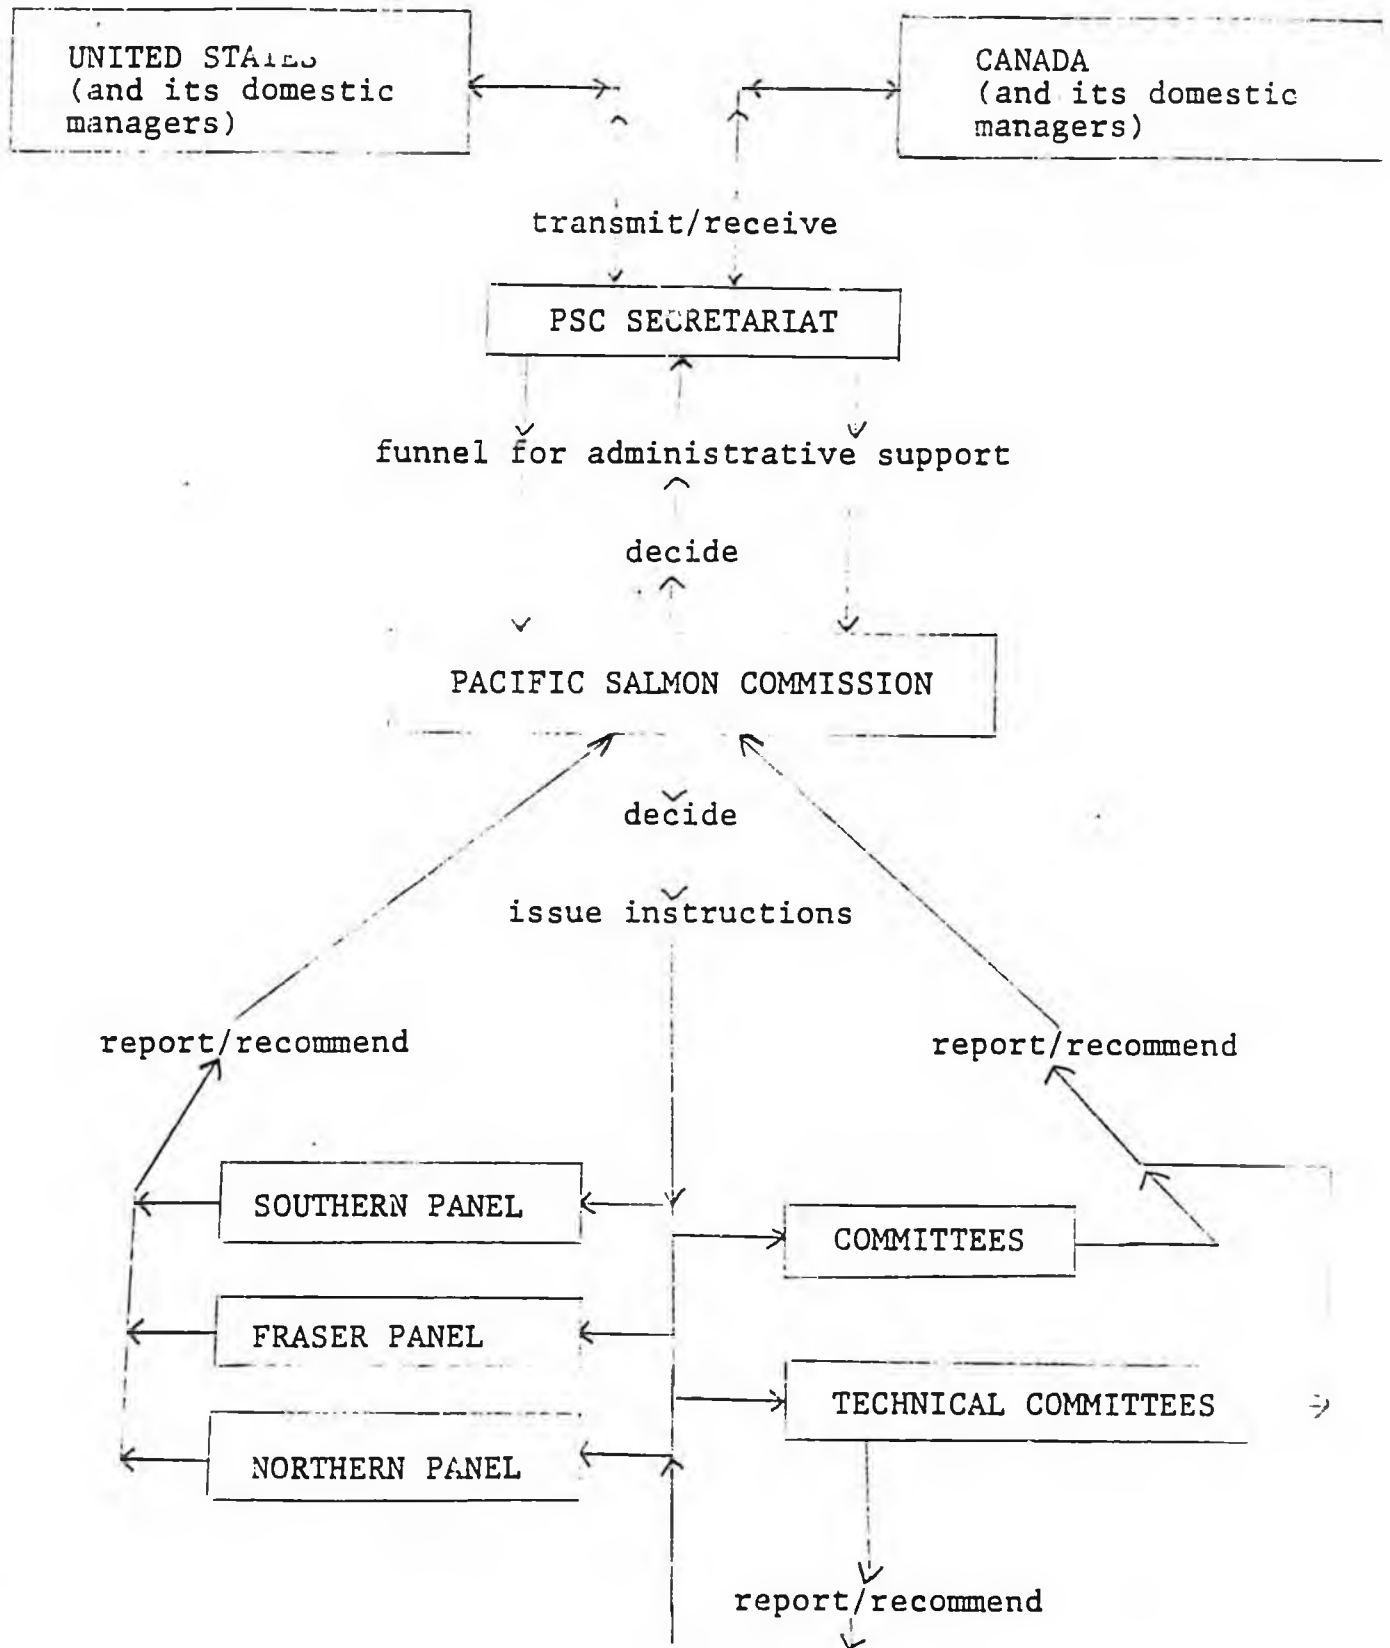 UNITED STATES
(and its domestic
managers)
CANADA
(and its domestic
managers)
transmit/receive
PSC SECRETARIAT
funnel for administrative support
decide
PACIFIC SALMON COMMISSION
decide
issue instructions
report/recommend
report/recommend
SOUTHERN PANEL
COMMITTEES
FRASER PANEL
TECHNICAL COMMITTEES
NORTHERN PANEL
report/recommend